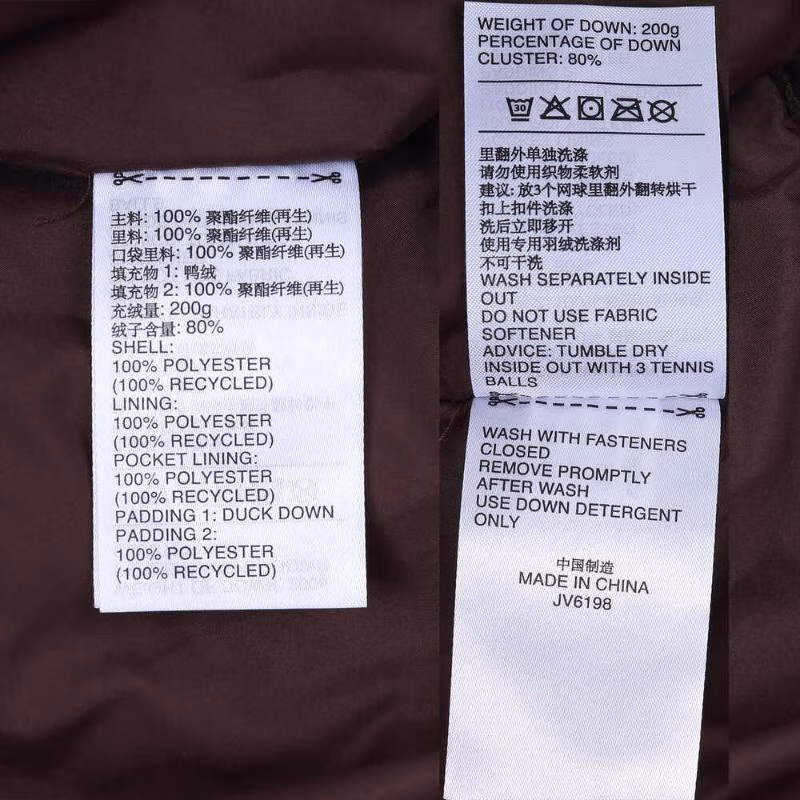 主料: 100% 聚酯纤维(再生)
里料: 100% 聚酯纤维(再生)
口袋里料: 100% 聚酯纤维(再生)
填充物 1: 鸭绒
填充物 2: 100% 聚酯纤维(再生)
充绒量: 200g
绒子含量: 80%
SHELL:
100% POLYESTER
(100% RECYCLED)
LINING:
100% POLYESTER
(100% RECYCLED)
POCKET LINING:
100% POLYESTER
(100% RECYCLED)
PADDING 1: DUCK DOWN
PADDING 2:
100% POLYESTER
(100% RECYCLED)
WEIGHT OF DOWN: 200g
PERCENTAGE OF DOWN
CLUSTER: 80%
30
里翻外单独洗涤
请勿使用织物柔软剂
建议: 放3个网球里翻外翻转烘干
扣上扣件洗涤
洗后立即移开
使用专用羽绒洗涤剂
不可干洗
WASH SEPARATELY INSIDE
OUT
DO NOT USE FABRIC
SOFTENER
ADVICE: TUMBLE DRY
INSIDE OUT WITH 3 TENNIS
BALLS
WASH WITH FASTENERS
CLOSED
REMOVE PROMPTLY
AFTER WASH
USE DOWN DETERGENT
ONLY
中国制造
MADE IN CHINA
JV6198